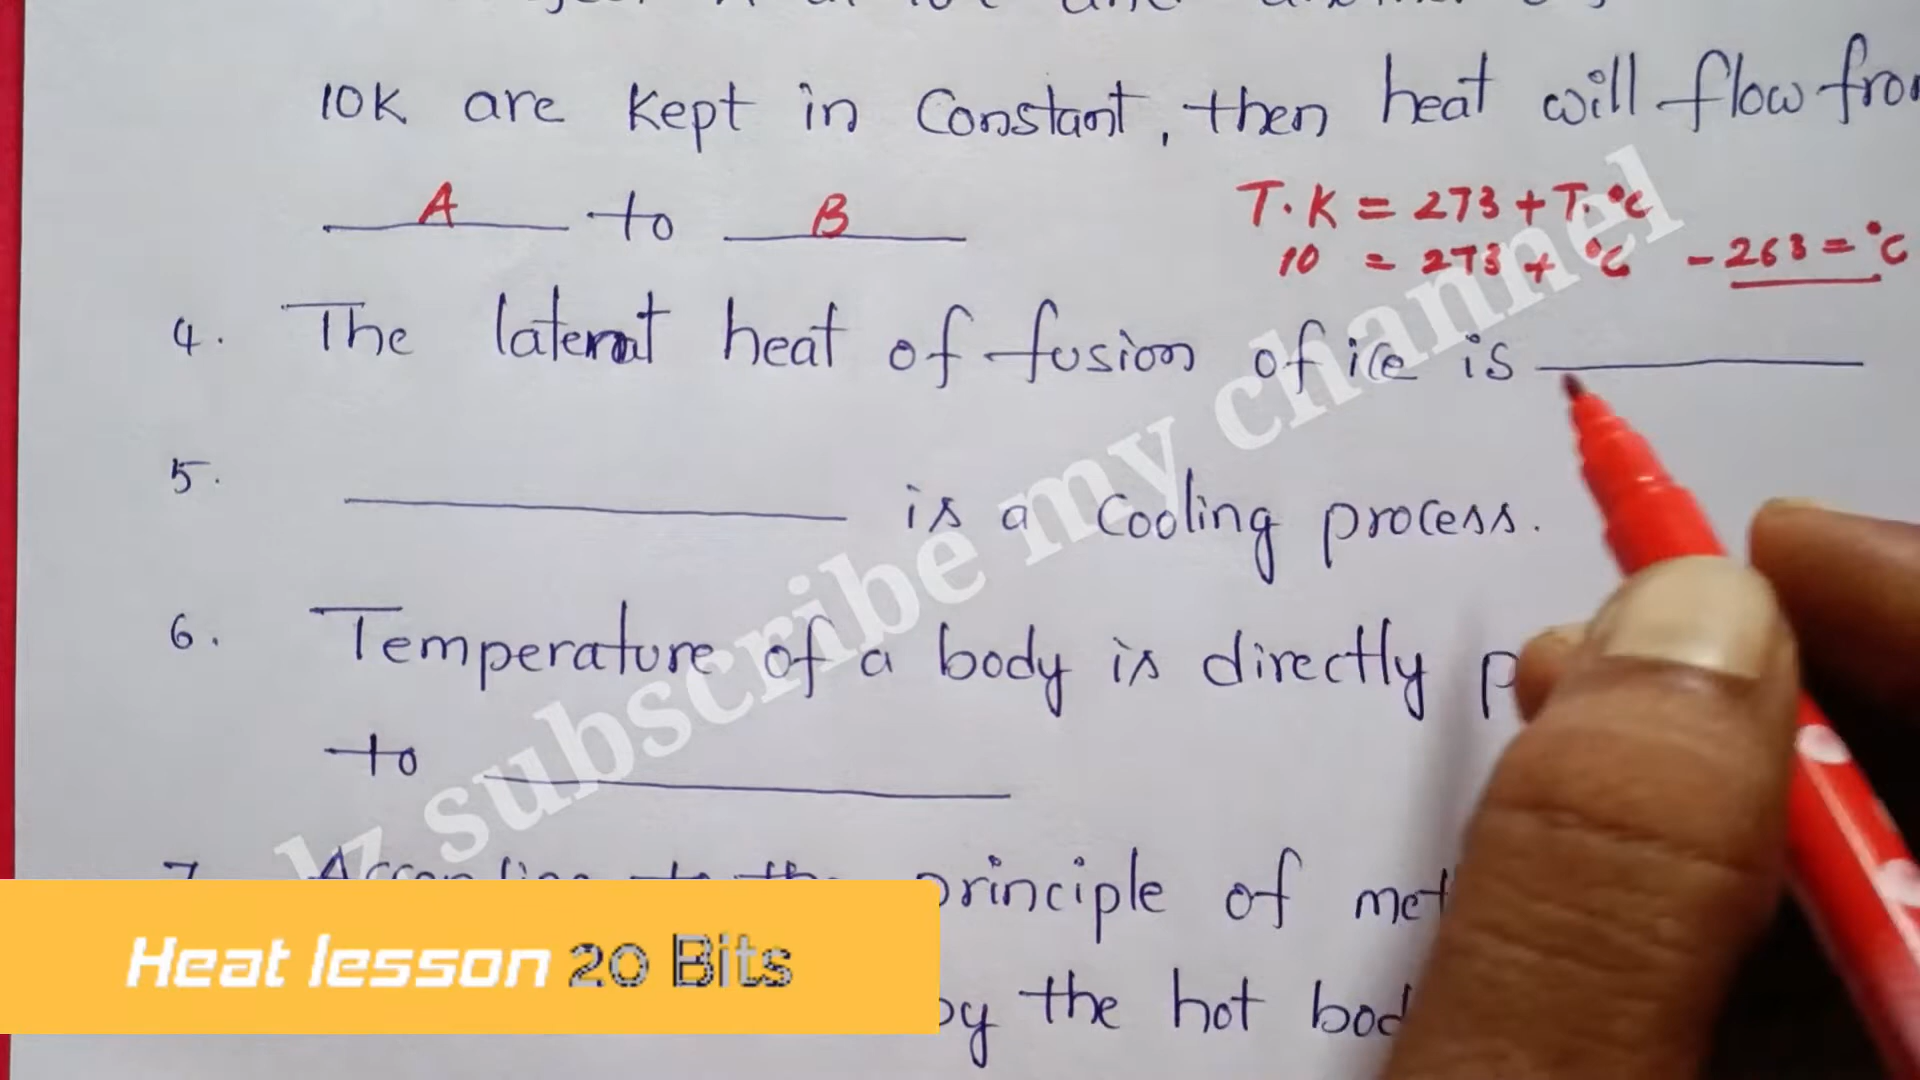 10K are kept in Constant, then heat will flow from
A to B
T.K = 273 + T.°C
10 = 273 + °C - 263 = °C
4. The latent heat of fusion of ice is
5. is a cooling process.
6. Temperature of a body is directly
to
7. principle of
by the hot
subscribe my channel
Heat lesson 20 Bits